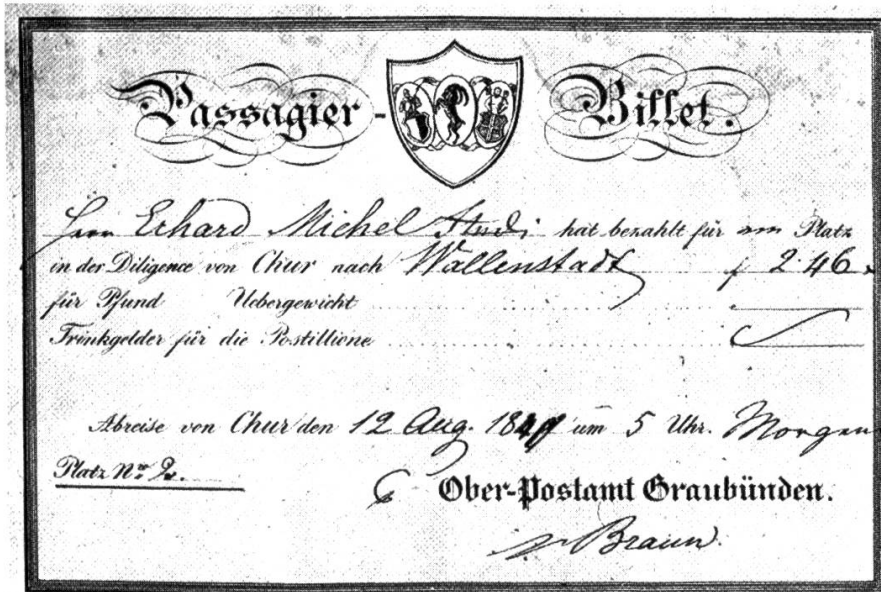 Passagier - Billet.
Herr Erhard Michel hat bezahlt für Platz
in der Diligence von Chur nach Wallenstadt f 2.46
für Pfund Uebergewicht
Trinkgelder für die Postillione
Abreise von Chur den 12 Aug. um 5 Uhr. Morgen
Platz Nro 2.
Ober-Postamt Graubünden.
Braun.